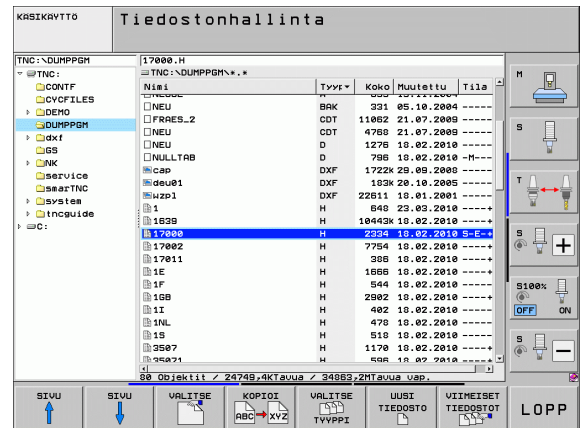 KÄSIKÄYTTÖ
Tiedostonhallinta
TNC:\DUMPPGM
17000.H
TNC:
CONTF
CYCFILES
DEMO
DUMPPGM
dxf
GS
NK
service
smarTNC
system
tncguide
C:
TNC:\DUMPPGM\*.*
Nimi Tyyp Koko Muutettu Tila
NEU BAK 331 05.10.2004 -----
FRAES_2 CDT 11062 21.07.2009 -----
NEU CDT 4768 21.07.2009 -----
NEU D 1276 18.02.2010 -----
NULLTAB D 796 18.02.2010 -M---
cap DXF 1722k 29.09.2008 -----
deu01 DXF 183k 20.10.2005 -----
wzp1 DXF 22611 18.01.2001 -----
1 H 648 23.03.2010 ----+
1639 H 10443k 18.02.2010 ----+
17000 H 2334 18.02.2010 S-E-+
17002 H 7754 18.02.2010 ----+
17011 H 386 18.02.2010 ----+
1E H 1666 18.02.2010 ----+
1F H 544 18.02.2010 ----+
1GB H 2902 18.02.2010 ----+
1I H 402 18.02.2010 ----+
1NL H 478 18.02.2010 ----+
1S H 518 18.02.2010 ----+
3507 H 1170 18.02.2010 ----+
35071 H 596 18.02.2010 ----+
80 Objektit / 24749,4KTavua / 34863,2MTavua vap.
M
S
T
S
S100%
OFF ON
S
SIVU
SIVU
VALITSE
KOPIOI
ABC XYZ
VALITSE
TYYPPI
UUSI
TIEDOSTO
VIIMEISET
TIEDOSTOT
LOPP